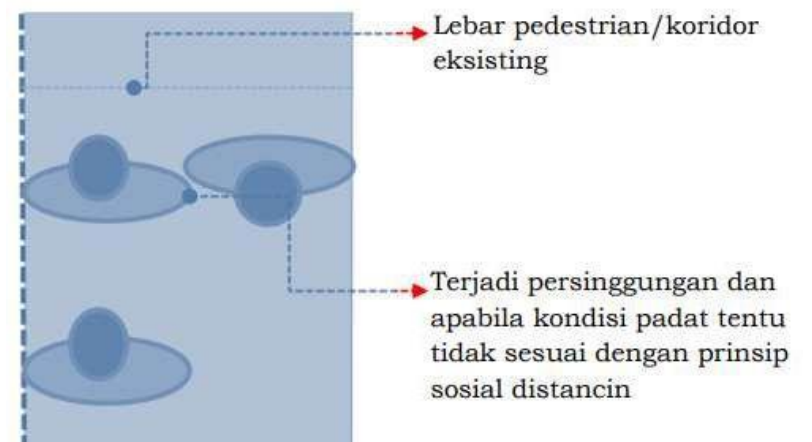 Lebar pedestrian/koridor
eksisting
Terjadi persinggungan dan
apabila kondisi padat tentu
tidak sesuai dengan prinsip
sosial distancin